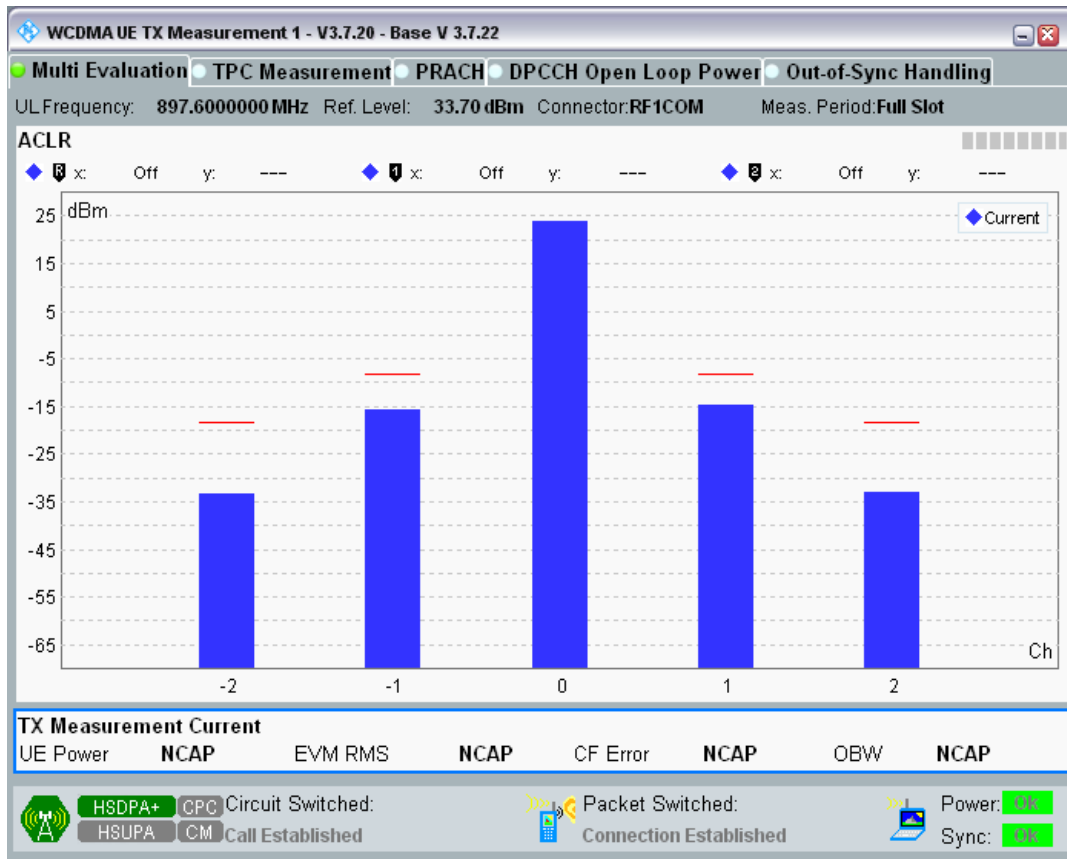 WCDMA UE TX Measurement 1 - V3.7.20 - Base V 3.7.22
Multi Evaluation TPC Measurement PRACH DPCCH Open Loop Power Out-of-Sync Handling
UL Frequency: 897.6000000 MHz Ref. Level: 33.70 dBm Connector:RF1COM Meas. Period:Full Slot
ACLR
R x: Off y: --- 1 x: Off y: --- 2 x: Off y: ---
dBm
Current
25
15
5
-5
-15
-25
-35
-45
-55
-65
Ch
-2 -1 0 1 2
TX Measurement Current
UE Power NCAP EVM RMS NCAP CF Error NCAP OBW NCAP
HSDPA+ CPC Circuit Switched: Packet Switched: Power: Ok
HSUPA CM Call Established Connection Established Sync: Ok